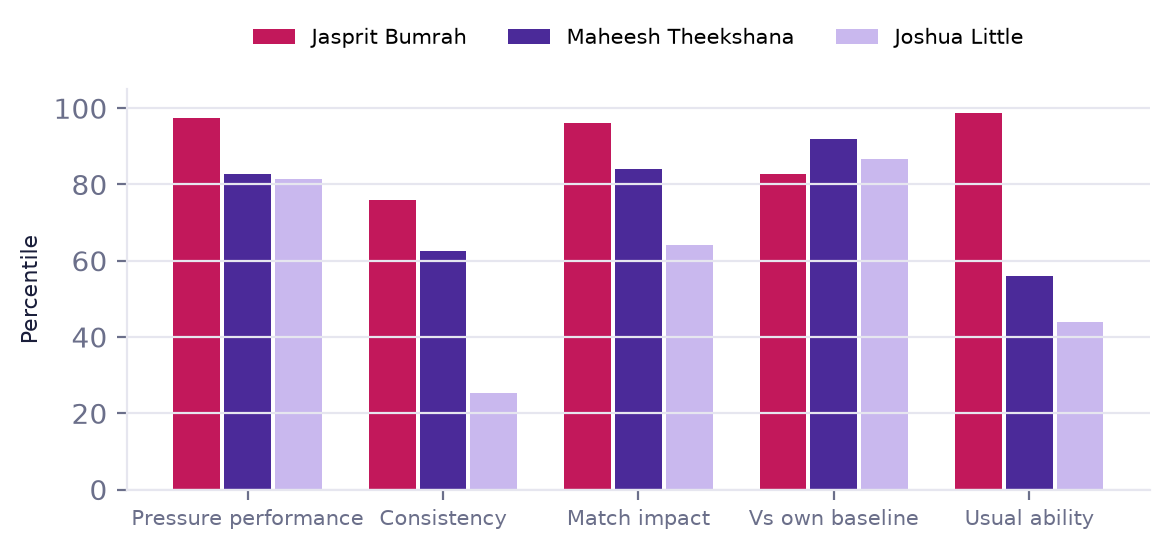 Jasprit Bumrah Maheesh Theekshana Joshua Little
Percentile
100
80
60
40
20
0
Pressure performance Consistency Match impact Vs own baseline Usual ability